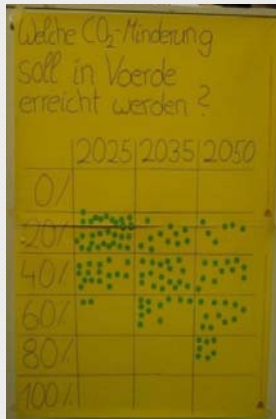 Welche CO₂-Minderung
soll in Voerde
erreicht werden?
2025 2035 2050
0%
20%
40%
60%
80%
100%